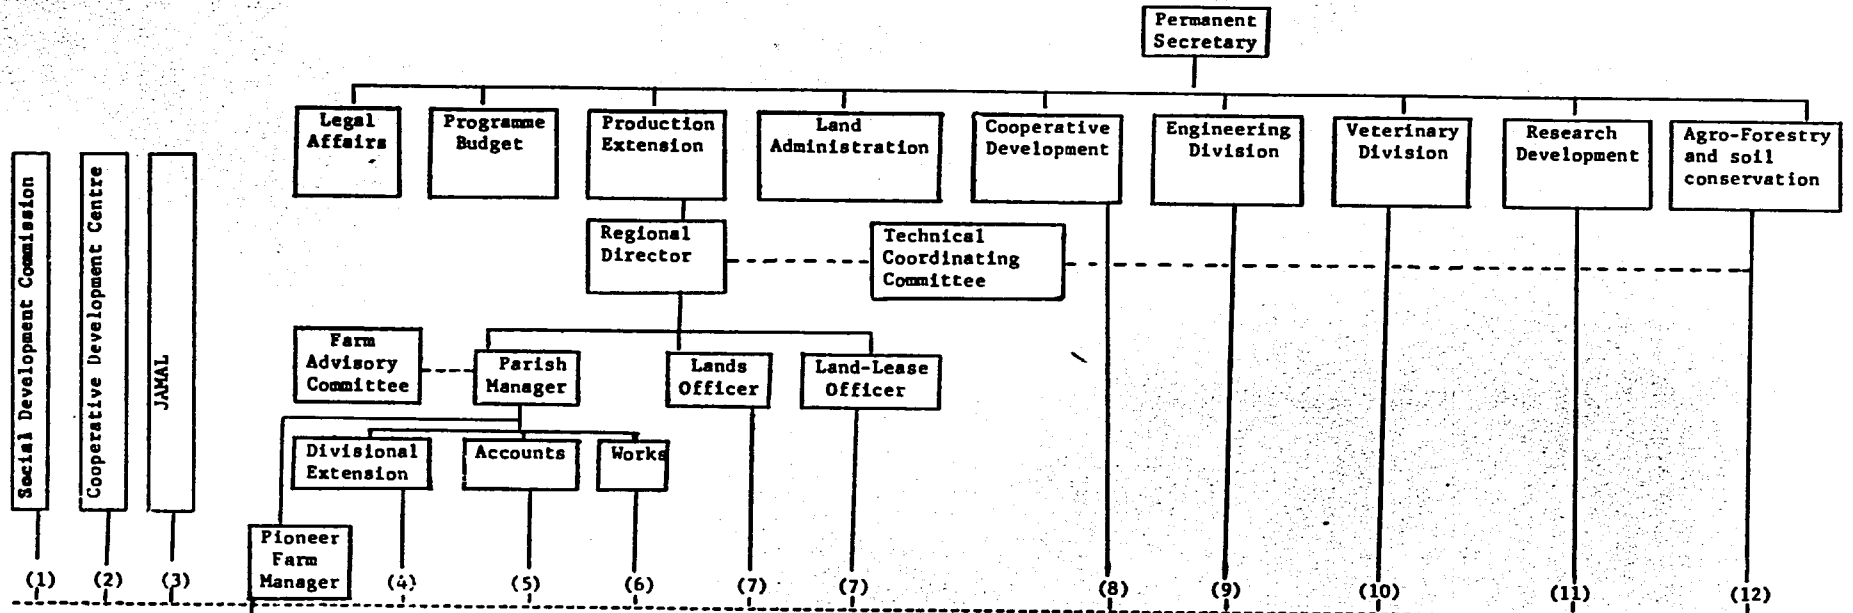 Permanent
Secretary
Legal
Affairs
Programme
Budget
Production
Extension
Land
Administration
Cooperative
Development
Engineering
Division
Veterinary
Division
Research
Development
Agro-Forestry
and soil
conservation
Social Development Commission
Cooperative Development Centre
JAMAL
Regional
Director
Technical
Coordinating
Committee
Farm
Advisory
Committee
Parish
Manager
Lands
Officer
Land-Lease
Officer
Divisional
Extension
Accounts
Works
Pioneer
Farm
Manager
(1)
(2)
(3)
(4)
(5)
(6)
(7)
(7)
(8)
(9)
(10)
(11)
(12)